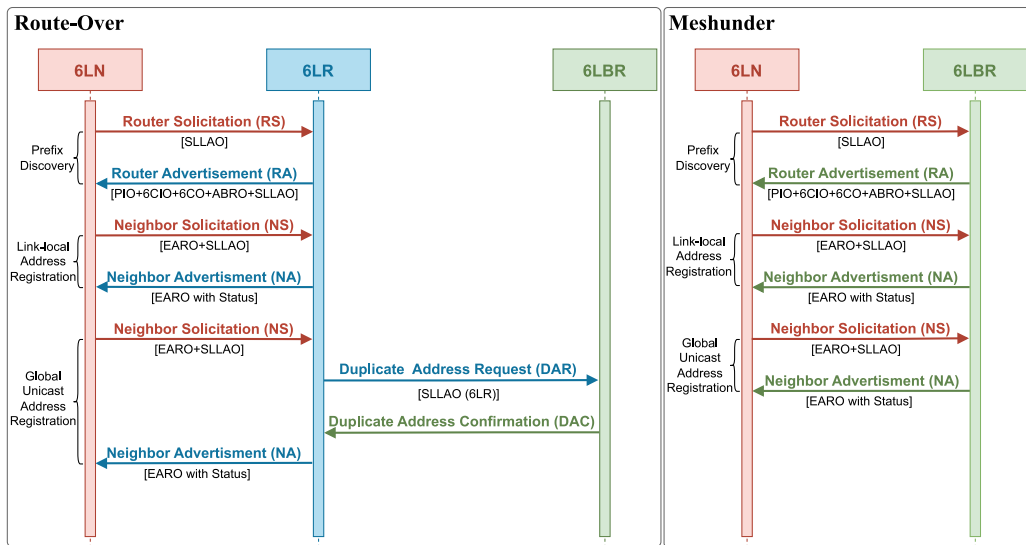 Route-Over
6LN
6LR
6LBR
Router Solicitation (RS)
[SLLAO]
Prefix
Discovery
Router Advertisement (RA)
[PIO+6CIO+6CO+ABRO+SLLAO]
Neighbor Solicitation (NS)
[EARO+SLLAO]
Link-local
Address
Registration
Neighbor Advertisment (NA)
[EARO with Status]
Neighbor Solicitation (NS)
[EARO+SLLAO]
Global
Unicast
Address
Registration
Duplicate Address Request (DAR)
[SLLAO (6LR)]
Duplicate Address Confirmation (DAC)
Neighbor Advertisment (NA)
[EARO with Status]
Meshunder
6LN
6LBR
Router Solicitation (RS)
[SLLAO]
Prefix
Discovery
Router Advertisement (RA)
[PIO+6CIO+6CO+ABRO+SLLAO]
Neighbor Solicitation (NS)
[EARO+SLLAO]
Link-local
Address
Registration
Neighbor Advertisment (NA)
[EARO with Status]
Neighbor Solicitation (NS)
[EARO+SLLAO]
Global
Unicast
Address
Registration
Neighbor Advertisment (NA)
[EARO with Status]